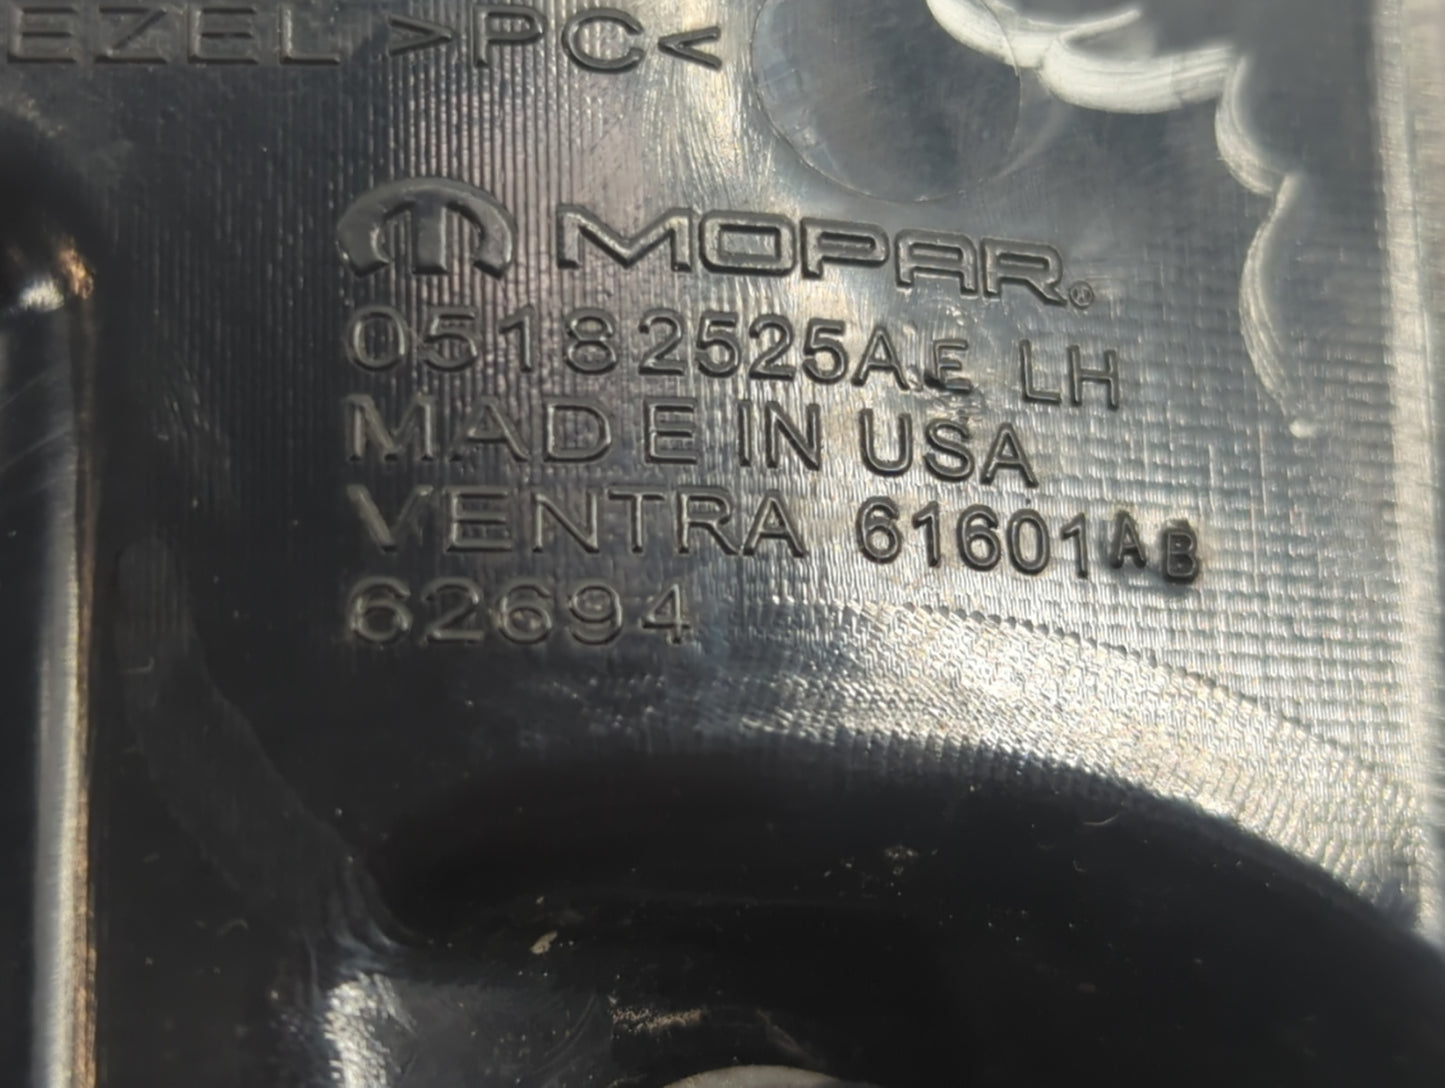 EZEL >PC<
MOPAR®
05182525AE LH
MADE IN USA
VENTRA 61601AB
62694